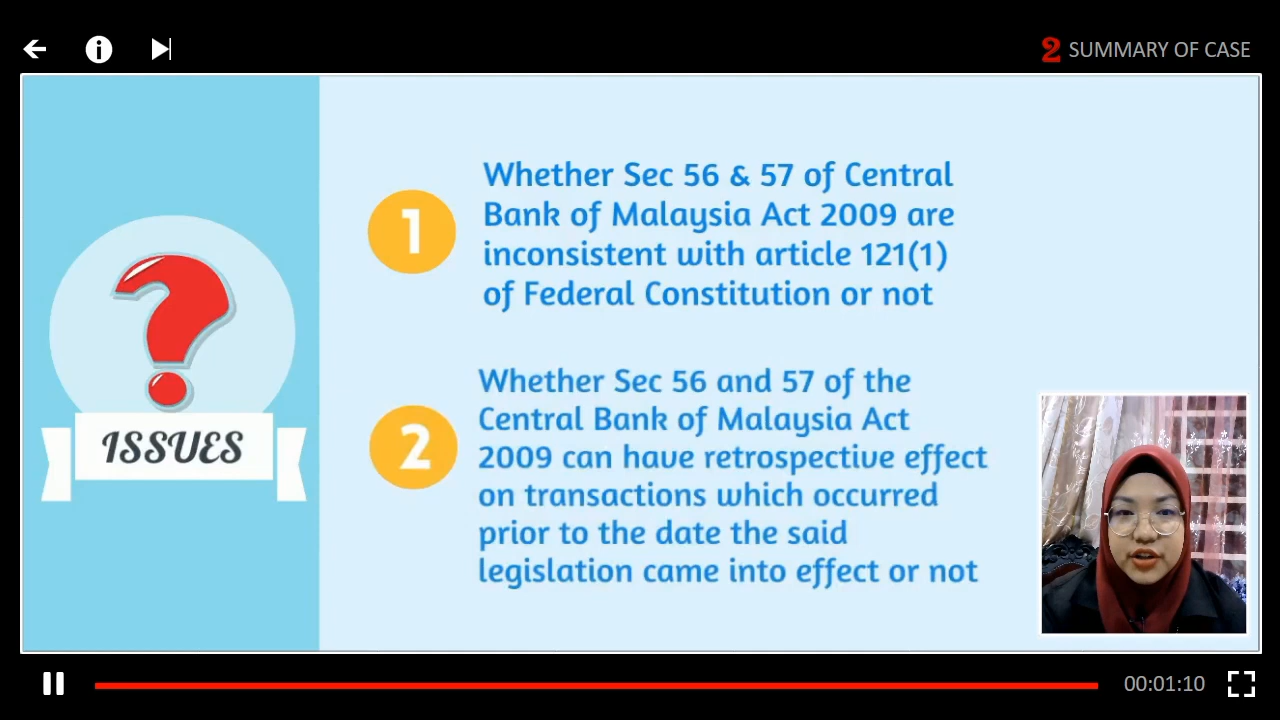 2 SUMMARY OF CASE
1
Whether Sec 56 & 57 of Central
Bank of Malaysia Act 2009 are
inconsistent with article 121(1)
of Federal Constitution or not
ISSUES
2
Whether Sec 56 and 57 of the
Central Bank of Malaysia Act
2009 can have retrospective effect
on transactions which occurred
prior to the date the said
legislation came into effect or not
00:01:10